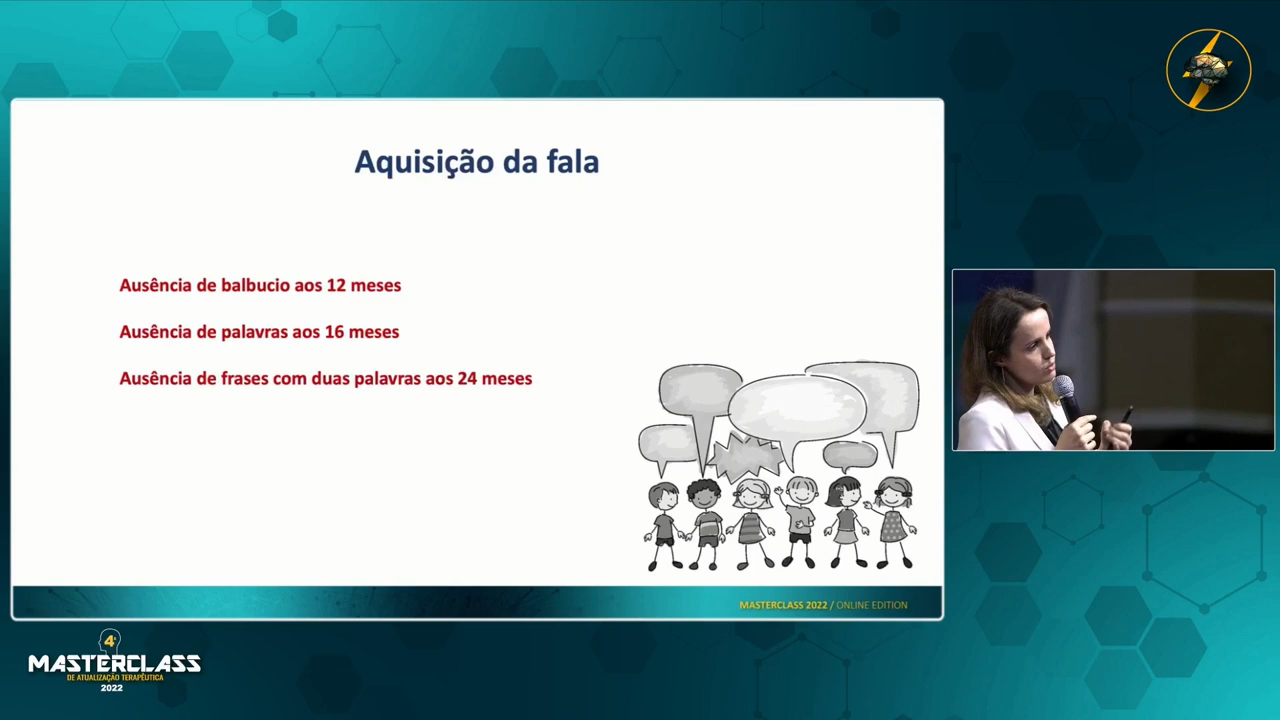 Aquisição da fala
Ausência de balbucio aos 12 meses
Ausência de palavras aos 16 meses
Ausência de frases com duas palavras aos 24 meses
MASTERCLASS 2022 / ONLINE EDITION
4ª
MASTERCLASS
DE ATUALIZAÇÃO TERAPÊUTICA
2022